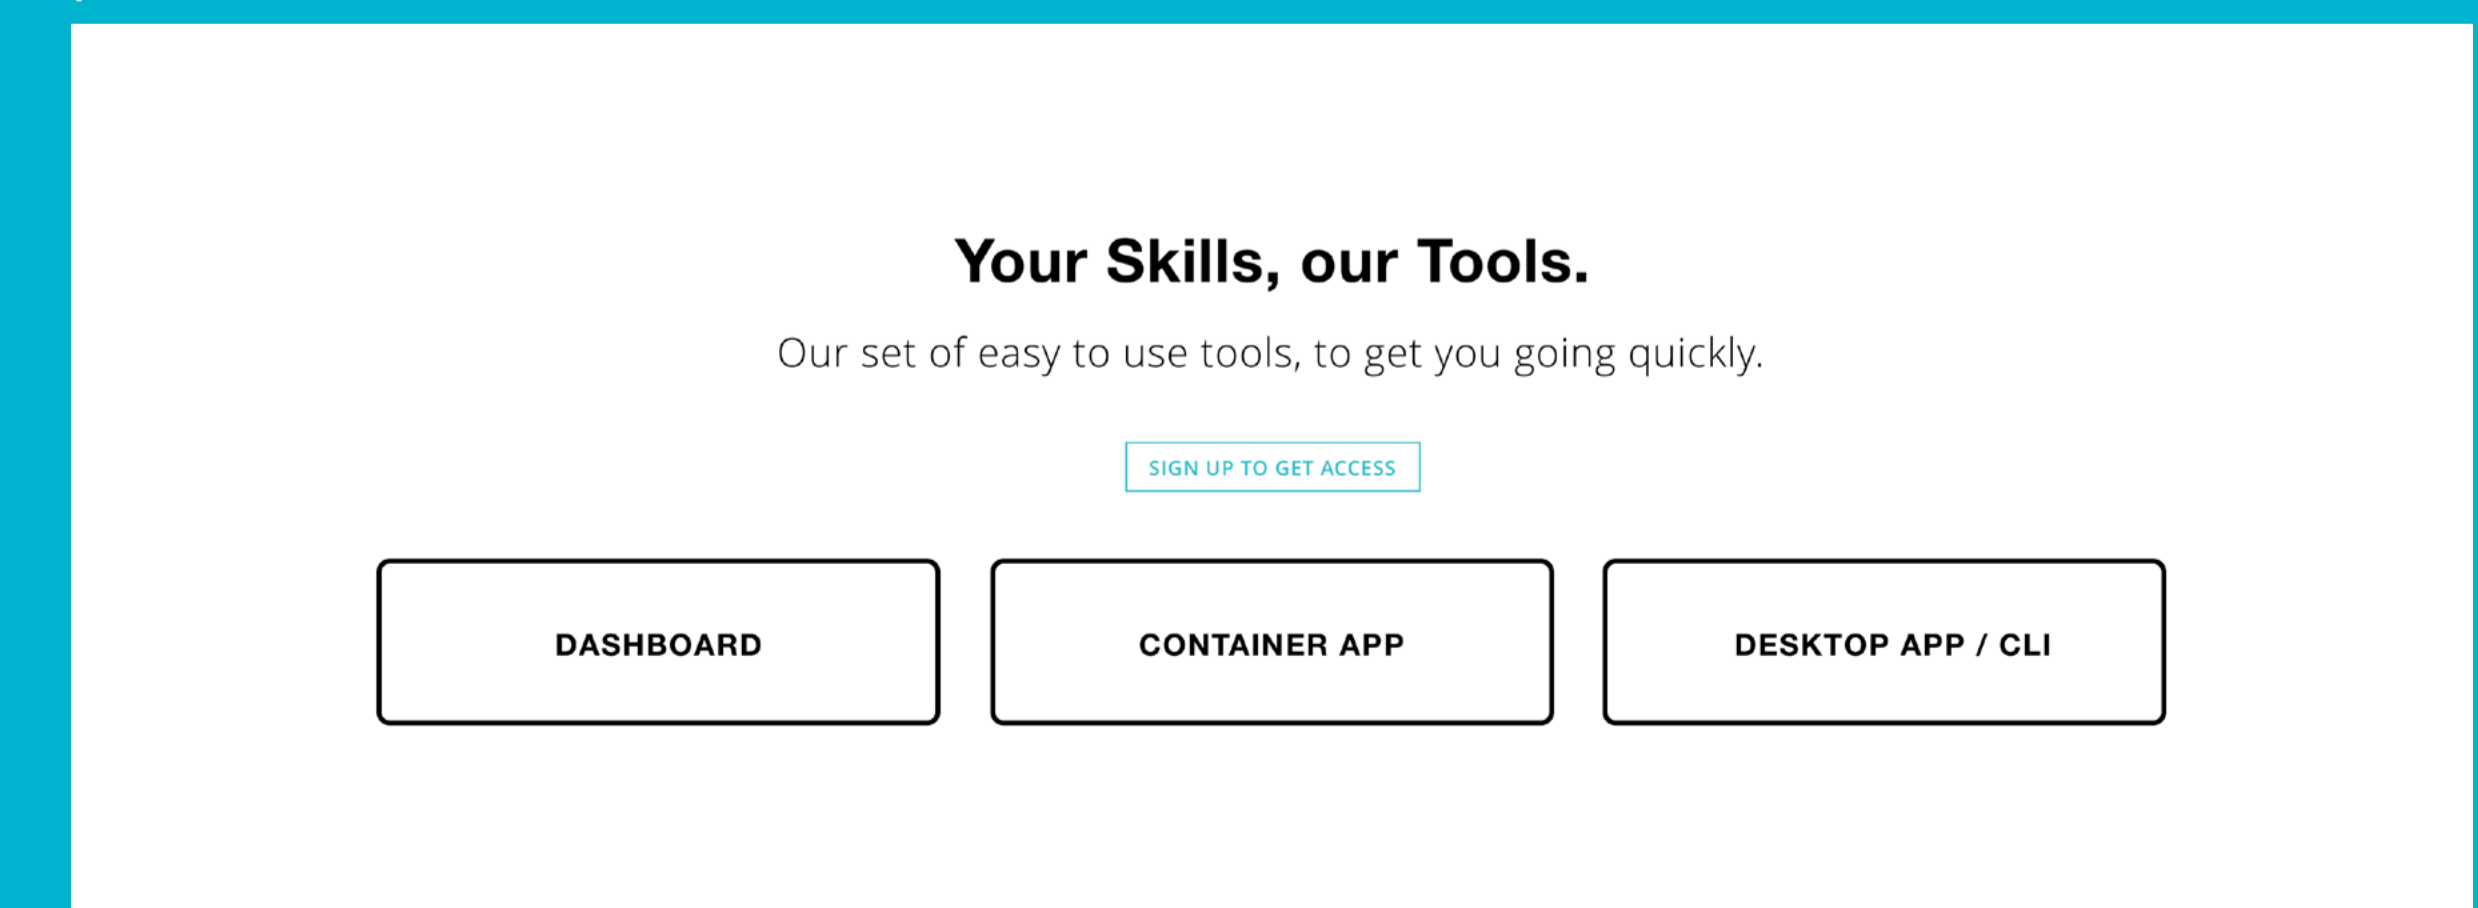 Your Skills, our Tools.
Our set of easy to use tools, to get you going quickly.
SIGN UP TO GET ACCESS
DASHBOARD
CONTAINER APP
DESKTOP APP / CLI